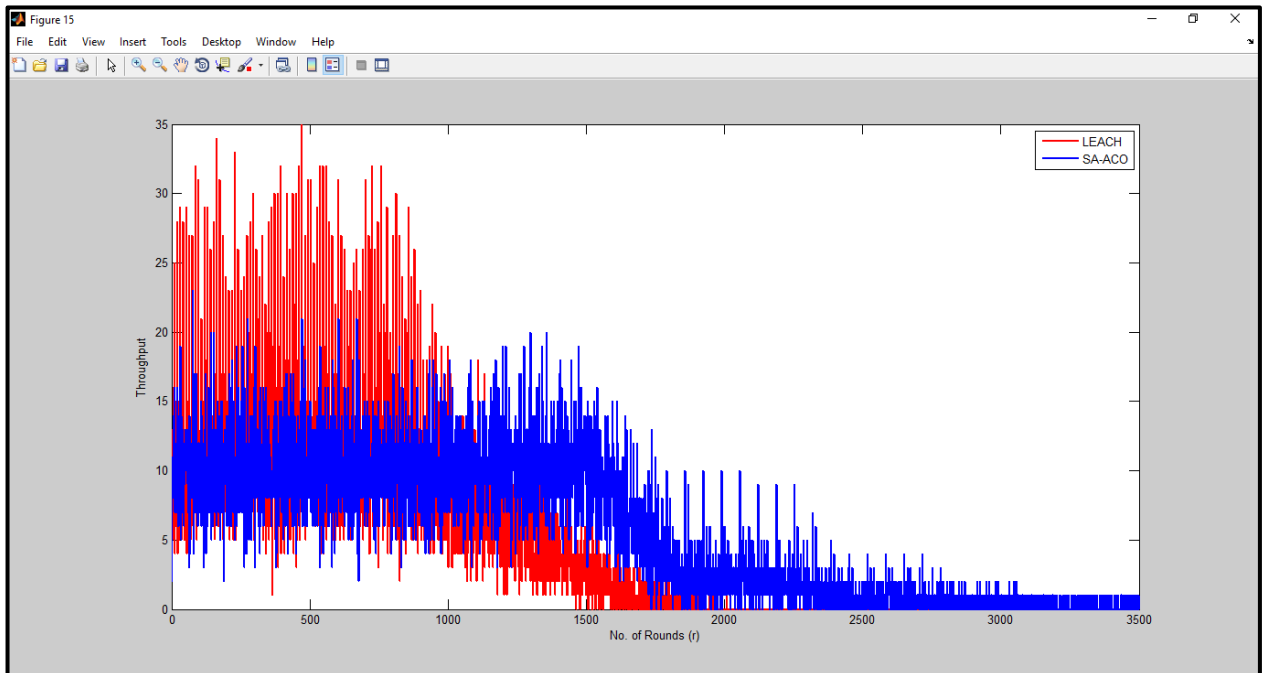 Figure 15
File Edit View Insert Tools Desktop Window Help
35
30
25
20
15
10
5
0
Throughput
LEACH
SA-ACO
0 500 1000 1500 2000 2500 3000 3500
No. of Rounds (r)